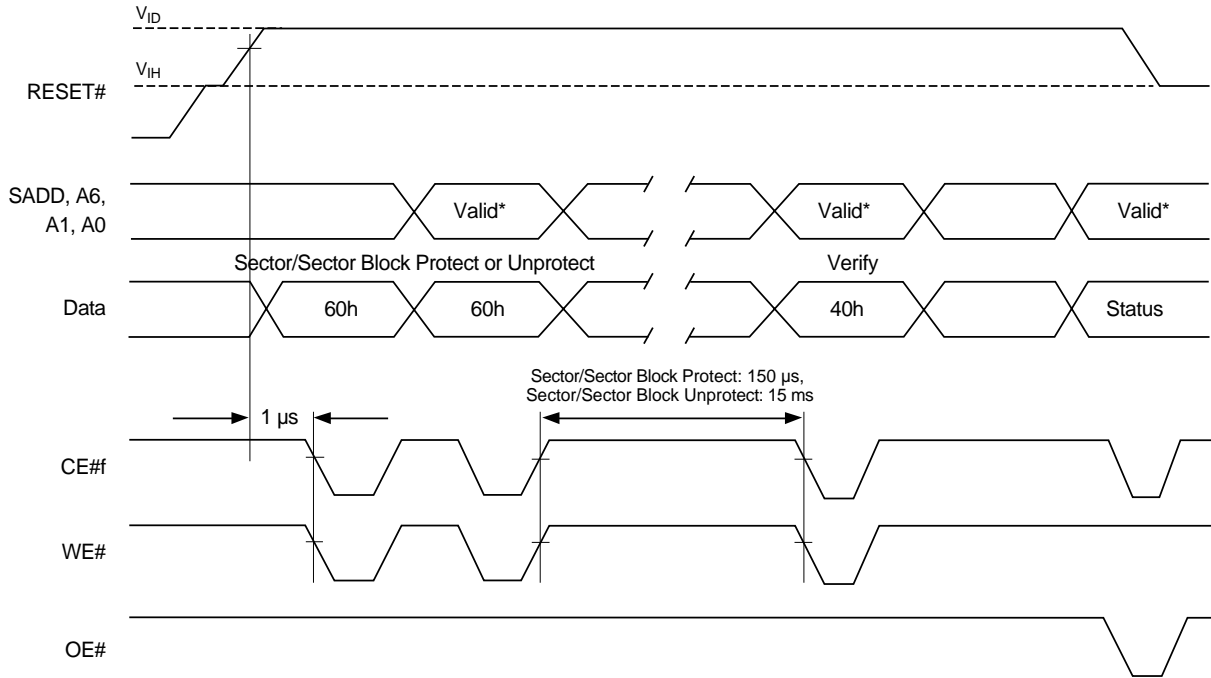 VID
VIH
RESET#
SADD, A6,
A1, A0
Valid*
Valid*
Valid*
Sector/Sector Block Protect or Unprotect
Verify
Data
60h
60h
40h
Status
Sector/Sector Block Protect: 150 µs,
Sector/Sector Block Unprotect: 15 ms
1 µs
CE#f
WE#
OE#